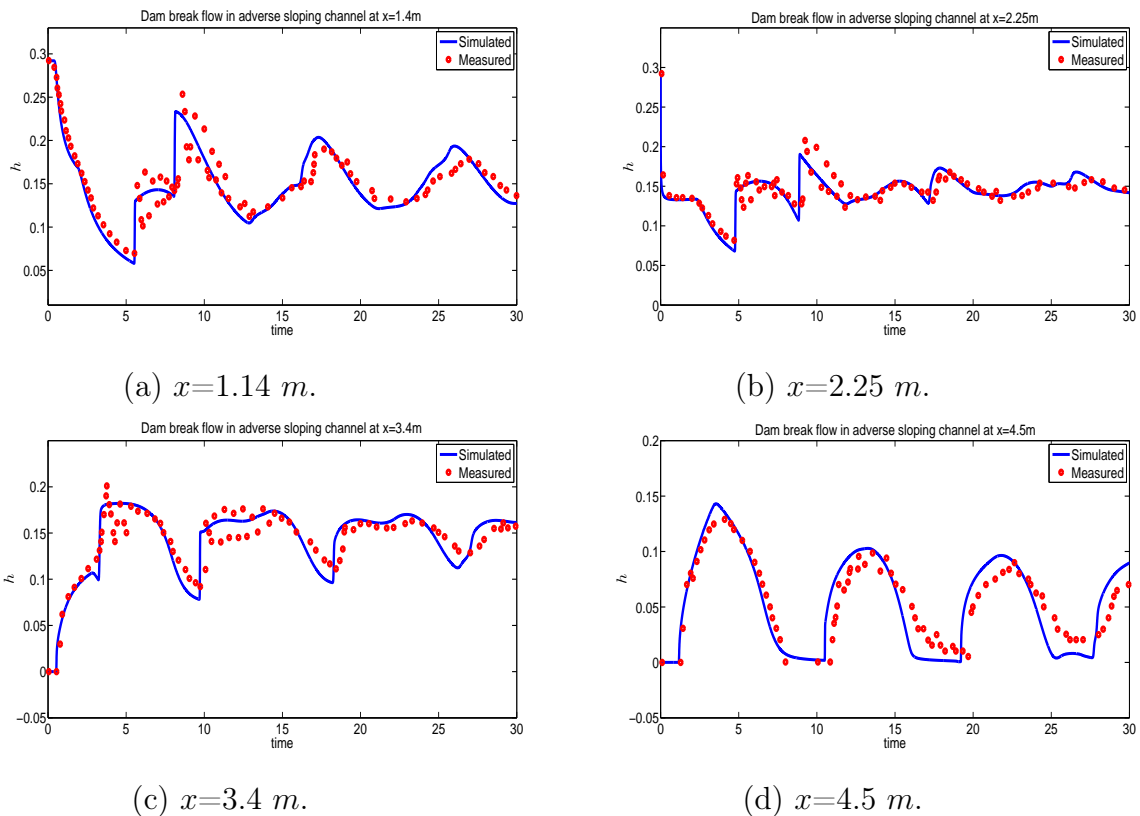 Dam break flow in adverse sloping channel at x=1.4m
Simulated
Measured
0.3
0.25
0.2
0.15
0.1
0.05
h
0 5 10 15 20 25 30
time
(a) x=1.14 m.
Dam break flow in adverse sloping channel at x=2.25m
Simulated
Measured
0.3
0.25
0.2
0.15
0.1
0.05
0
h
0 5 10 15 20 25 30
time
(b) x=2.25 m.
Dam break flow in adverse sloping channel at x=3.4m
Simulated
Measured
0.2
0.15
0.1
0.05
0
−0.05
h
0 5 10 15 20 25 30
time
(c) x=3.4 m.
Dam break flow in adverse sloping channel at x=4.5m
Simulated
Measured
0.2
0.15
0.1
0.05
0
−0.05
h
0 5 10 15 20 25 30
time
(d) x=4.5 m.